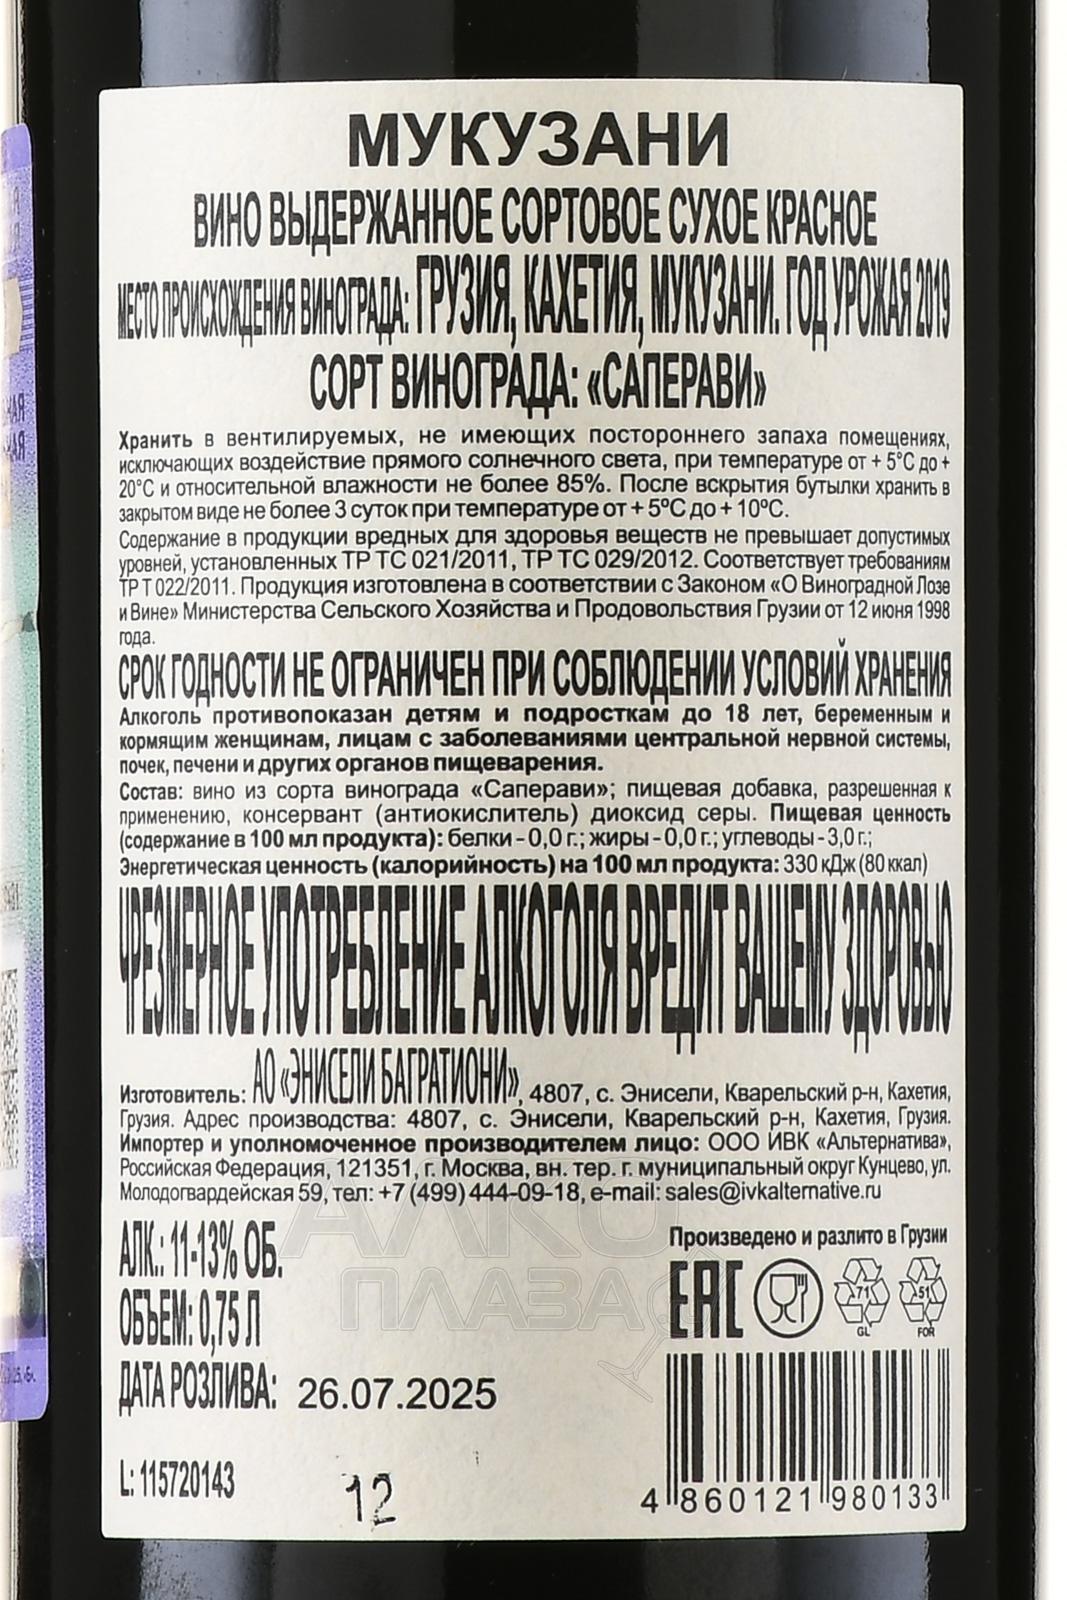 МУКУЗАНИ
ВИНО ВЫДЕРЖАННОЕ СОРТОВОЕ СУХОЕ КРАСНОЕ
МЕСТО ПРОИСХОЖДЕНИЯ ВИНОГРАДА: ГРУЗИЯ, КАХЕТИЯ, МУКУЗАНИ. ГОД УРОЖАЯ 2019
СОРТ ВИНОГРАДА: «САПЕРАВИ»
Хранить в вентилируемых, не имеющих постороннего запаха помещениях,
исключающих воздействие прямого солнечного света, при температуре от + 5°С до +
20°С и относительной влажности не более 85%. После вскрытия бутылки хранить в
закрытом виде не более 3 суток при температуре от + 5ºС до + 10ºС.
Содержание в продукции вредных для здоровья веществ не превышает допустимых
уровней, установленных ТР ТС 021/2011, ТР ТС 029/2012. Соответствует требованиям
ТР Т 022/2011. Продукция изготовлена в соответствии с Законом «О Виноградной Лозе
и Вине» Министерства Сельского Хозяйства и Продовольствия Грузии от 12 июня 1998
года.
СРОК ГОДНОСТИ НЕ ОГРАНИЧЕН ПРИ СОБЛЮДЕНИИ УСЛОВИЙ ХРАНЕНИЯ
Алкоголь противопоказан детям и подросткам до 18 лет, беременным и
кормящим женщинам, лицам с заболеваниями центральной нервной системы,
почек, печени и других органов пищеварения.
Состав: вино из сорта винограда «Саперави»; пищевая добавка, разрешенная к
применению, консервант (антиокислитель) диоксид серы. Пищевая ценность
(содержание в 100 мл продукта): белки - 0,0 г.; жиры - 0,0 г.; углеводы - 3,0 г.;
Энергетическая ценность (калорийность) на 100 мл продукта: 330 кДж (80 ккал)
ЧРЕЗМЕРНОЕ УПОТРЕБЛЕНИЕ АЛКОГОЛЯ ВРЕДИТ ВАШЕМУ ЗДОРОВЬЮ
Изготовитель: АО «ЭНИСЕЛИ БАГРАТИОНИ», 4807, с. Энисели, Кварельский р-н, Кахетия,
Грузия. Адрес производства: 4807, с. Энисели, Кварельский р-н, Кахетия, Грузия.
Импортер и уполномоченное производителем лицо: ООО ИВК «Альтернатива»,
Российская Федерация, 121351, г. Москва, вн. тер. г. муниципальный округ Кунцево, ул.
Молодогвардейская 59, тел: +7 (499) 444-09-18, e-mail: sales@ivkalternative.ru
АЛК.: 11-13% ОБ.
ОБЪЕМ: 0,75 Л
ДАТА РОЗЛИВА: 26.07.2025
L: 115720143
12
Произведено и разлито в Грузии
EAC
71
GL
51
FOR
4 860121 980133
АЛКО
ПЛАЗА